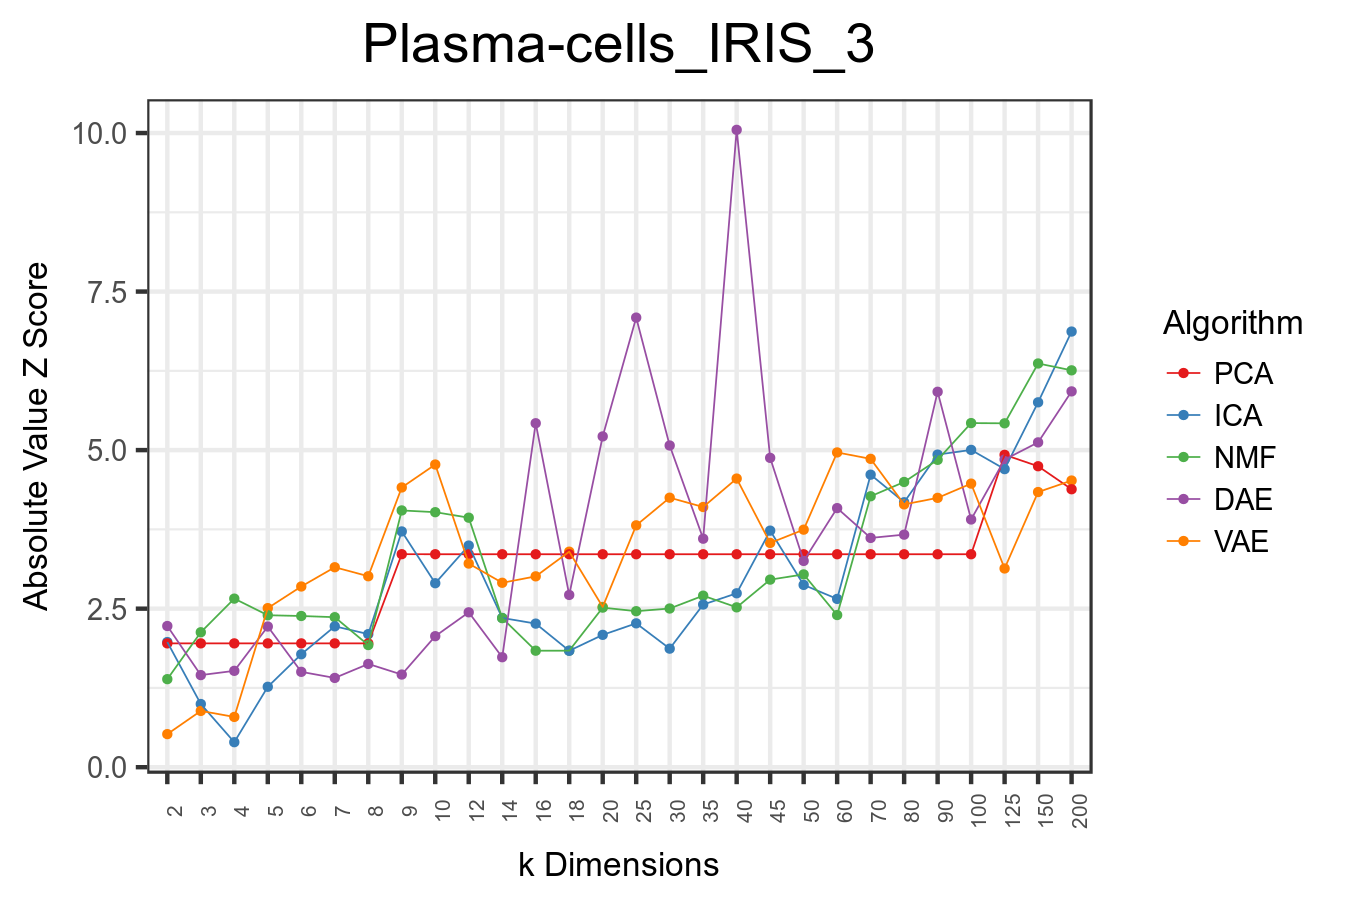 Plasma-cells_IRIS_3
10.0
7.5
5.0
2.5
0.0
Absolute Value Z Score
2 3 4 5 6 7 8 9 10 12 14 16 18 20 25 30 35 40 45 50 60 70 80 90 100 125 150 200
k Dimensions
Algorithm
PCA
ICA
NMF
DAE
VAE